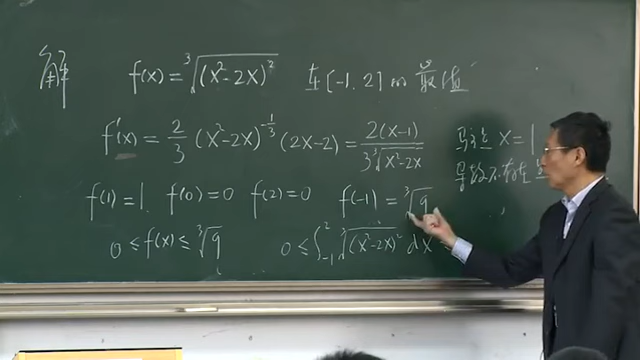 解 f(x) = ∛((x²-2x)²) 在[-1,2]的最值
f'(x) = 2/3 (x²-2x)^(-1/3) (2x-2) = 2(x-1) / (3∛(x²-2x)) 驻点 x=1
导数不存在
f(1)=1 f(0)=0 f(2)=0 f(-1)=∛9
0 ≤ f(x) ≤ ∛9 0 ≤ ∫_{-1}^{2} ∛((x²-2x)²) dx